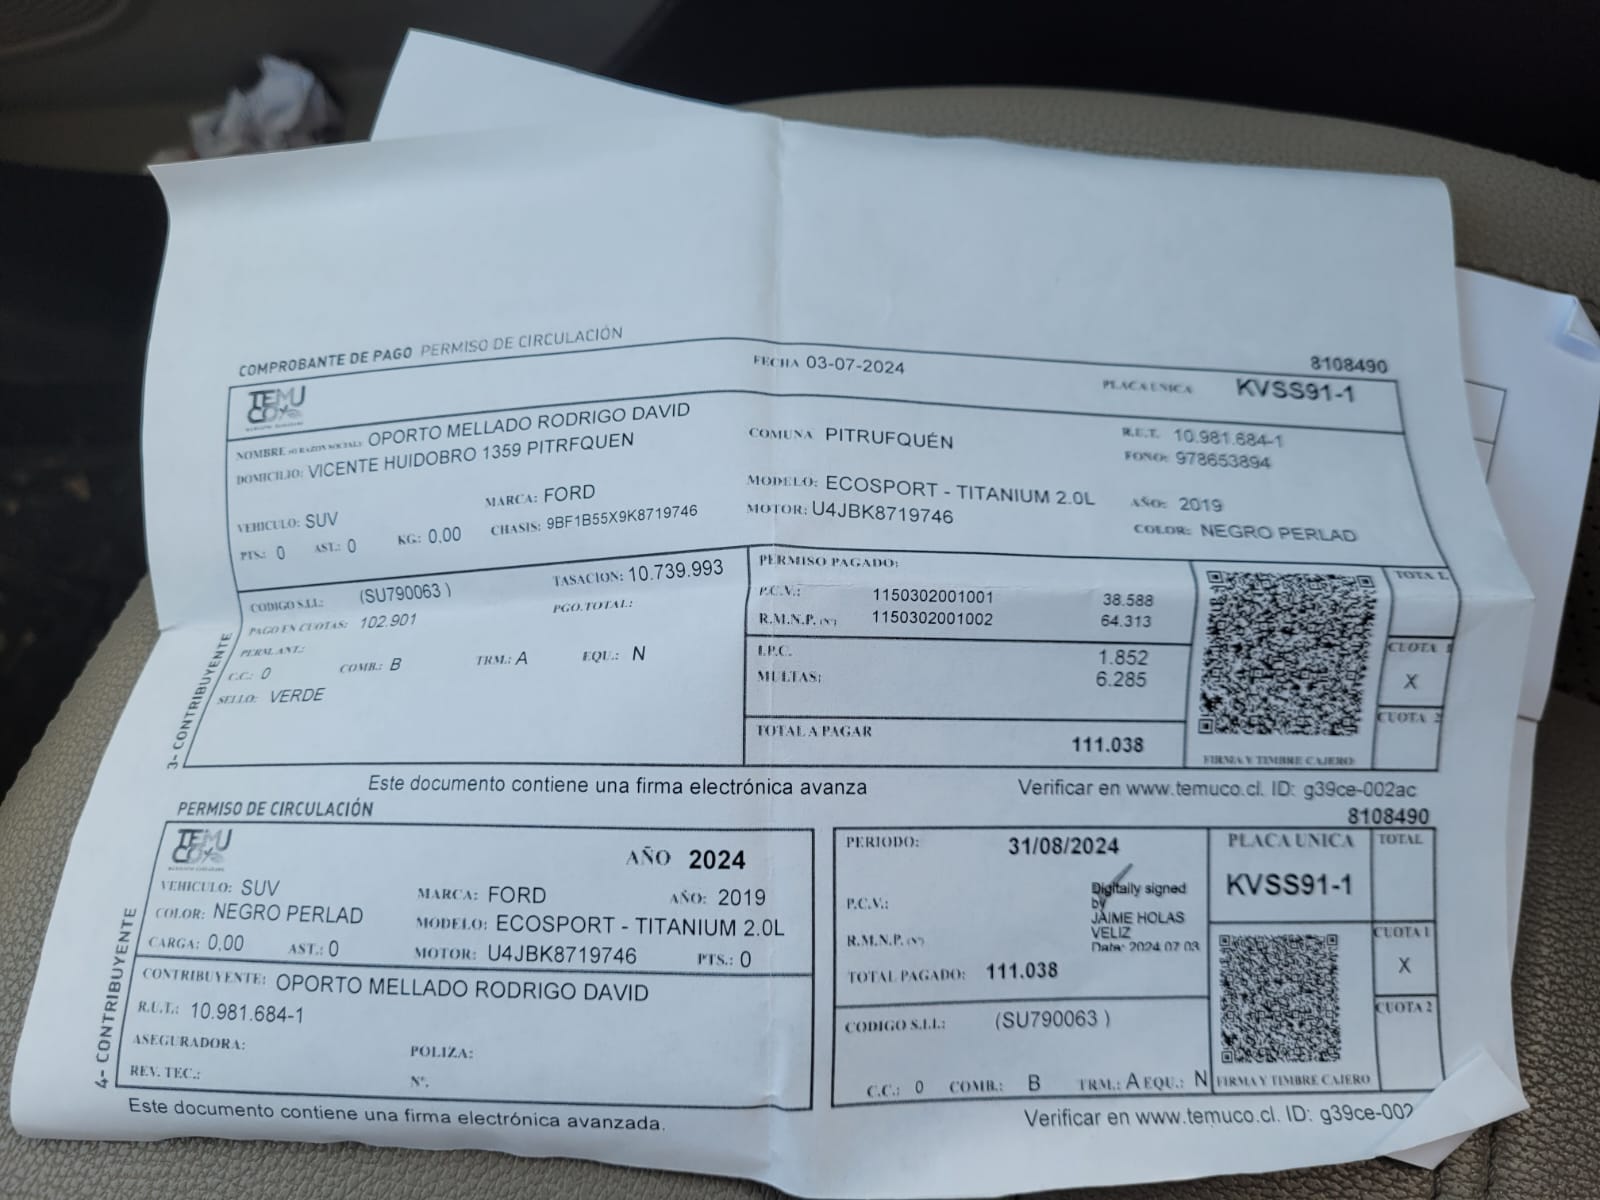 COMPROBANTE DE PAGO PERMISO DE CIRCULACIÓN
8108490
TEMUCO
FECHA 03-07-2024
PLACA UNICA KVSS91-1
NOMBRE (O RAZON SOCIAL): OPORTO MELLADO RODRIGO DAVID
COMUNA PITRUFQUÉN
R.U.T. 10.981.684-1
DOMICILIO: VICENTE HUIDOBRO 1359 PITRFQUEN
FONO: 978653894
VEHICULO: SUV MARCA: FORD MODELO: ECOSPORT - TITANIUM 2.0L AÑO: 2019
PTS.: 0 AST.: 0 KG: 0,00 CHASIS: 9BF1B55X9K8719746 MOTOR: U4JBK8719746 COLOR: NEGRO PERLAD
CODIGO S.I.I.: (SU790063 ) TASACION: 10.739.993
PAGO EN CUOTAS: 102.901 PGO.TOTAL:
PERM.ANT.:
C.C.: 0 COMB.: B TRM.: A EQU.: N
SELLO: VERDE
3- CONTRIBUYENTE
PERMISO PAGADO:
P.C.V.: 1150302001001 38.588
R.M.N.P. (Nº) 1150302001002 64.313
I.P.C. 1.852
MULTAS: 6.285
TOTAL A PAGAR 111.038
TOTAL
CUOTA 1
X
CUOTA 2
FIRMA Y TIMBRE CAJERO
Este documento contiene una firma electrónica avanza
Verificar en www.temuco.cl. ID: g39ce-002ac
PERMISO DE CIRCULACIÓN
8108490
TEMUCO
AÑO 2024
VEHICULO: SUV MARCA: FORD AÑO: 2019
COLOR: NEGRO PERLAD MODELO: ECOSPORT - TITANIUM 2.0L
CARGA: 0,00 AST.: 0 MOTOR: U4JBK8719746 PTS.: 0
CONTRIBUYENTE: OPORTO MELLADO RODRIGO DAVID
R.U.T.: 10.981.684-1
ASEGURADORA: POLIZA:
REV. TEC.: Nº.
4- CONTRIBUYENTE
Este documento contiene una firma electrónica avanzada.
PERIODO: 31/08/2024
P.C.V.:
R.M.N.P. (Nº)
Digitally signed
by
JAIME HOLAS
VELIZ
Date: 2024.07.03
TOTAL PAGADO: 111.038
CODIGO S.I.I.: (SU790063 )
C.C.: 0 COMB.: B TRM.: A EQU.: N
PLACA UNICA
KVSS91-1
TOTAL
CUOTA 1
X
CUOTA 2
FIRMA Y TIMBRE CAJERO
Verificar en www.temuco.cl. ID: g39ce-002